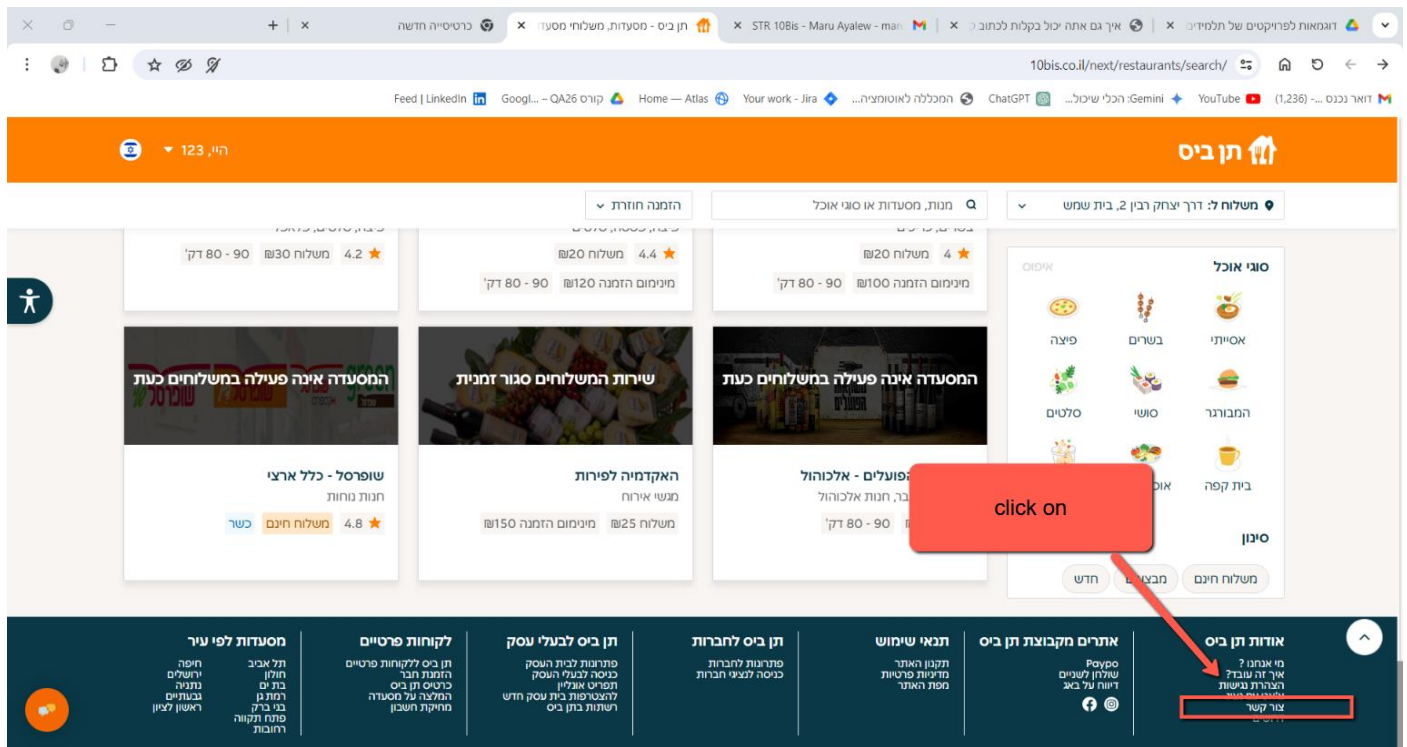 דוגמאות לפרויקטים של תלמידים
איך גם אתה יכול בקלות לכתוב
STR 10Bis - Maru Ayalew - mar
תן ביס - מסעדות, משלוחי מסעד
כרטיסייה חדשה
10bis.co.il/next/restaurants/search/
דואר נכנס ...- (1,236)
YouTube
Gemini: הכלי שיכול...
ChatGPT
המכללה לאוטומציה...
Your work - Jira
Home — Atlas
קורס QA26 – Googl...
Feed | LinkedIn
תן ביס
היי, 123
משלוח ל: דרך יצחק רבין 2, בית שמש
מנות, מסעדות או סוגי אוכל
הזמנה חוזרת
סוגי אוכל
איפוס
אסייתי
בשרים
פיצה
המבורגר
סושי
סלטים
בית קפה
סינון
משלוח חינם
חדש
4 משלוח ₪20
מינימום הזמנה ₪100 90 - 80 דק'
4.4 משלוח ₪20
מינימום הזמנה ₪120 90 - 80 דק'
4.2 משלוח ₪30 90 - 80 דק'
המסעדה אינה פעילה במשלוחים כעת
הפועלים - אלכוהול
בר, חנות אלכוהול
90 - 80 דק'
שירות המשלוחים סגור זמנית
האקדמיה לפירות
מגשי אירוח
משלוח ₪25 מינימום הזמנה ₪150
המסעדה אינה פעילה במשלוחים כעת
שופרסל - כלל ארצי
חנות נוחות
4.8 משלוח חינם כשר
click on
אודות תן ביס
מי אנחנו ?
איך זה עובד?
הצהרת נגישות
צור קשר
אתרים מקבוצת תן ביס
Paypo
שולחן לשניים
דיווח על באג
תנאי שימוש
תקנון האתר
מדיניות פרטיות
מפת האתר
תן ביס לחברות
פתרונות לחברות
כניסה לנציגי חברות
תן ביס לבעלי עסק
פתרונות לבית העסק
כניסה לבעלי העסק
תפריט אונליין
להצטרפות בית עסק חדש
רשתות בתן ביס
לקוחות פרטיים
תן ביס ללקוחות פרטיים
הזמנת חבר
כרטיס תן ביס
המלצה על מסעדה
מחיקת חשבון
מסעדות לפי עיר
תל אביב
חולון
בת ים
רמת גן
בני ברק
פתח תקווה
רחובות
חיפה
ירושלים
נתניה
גבעתיים
ראשון לציון